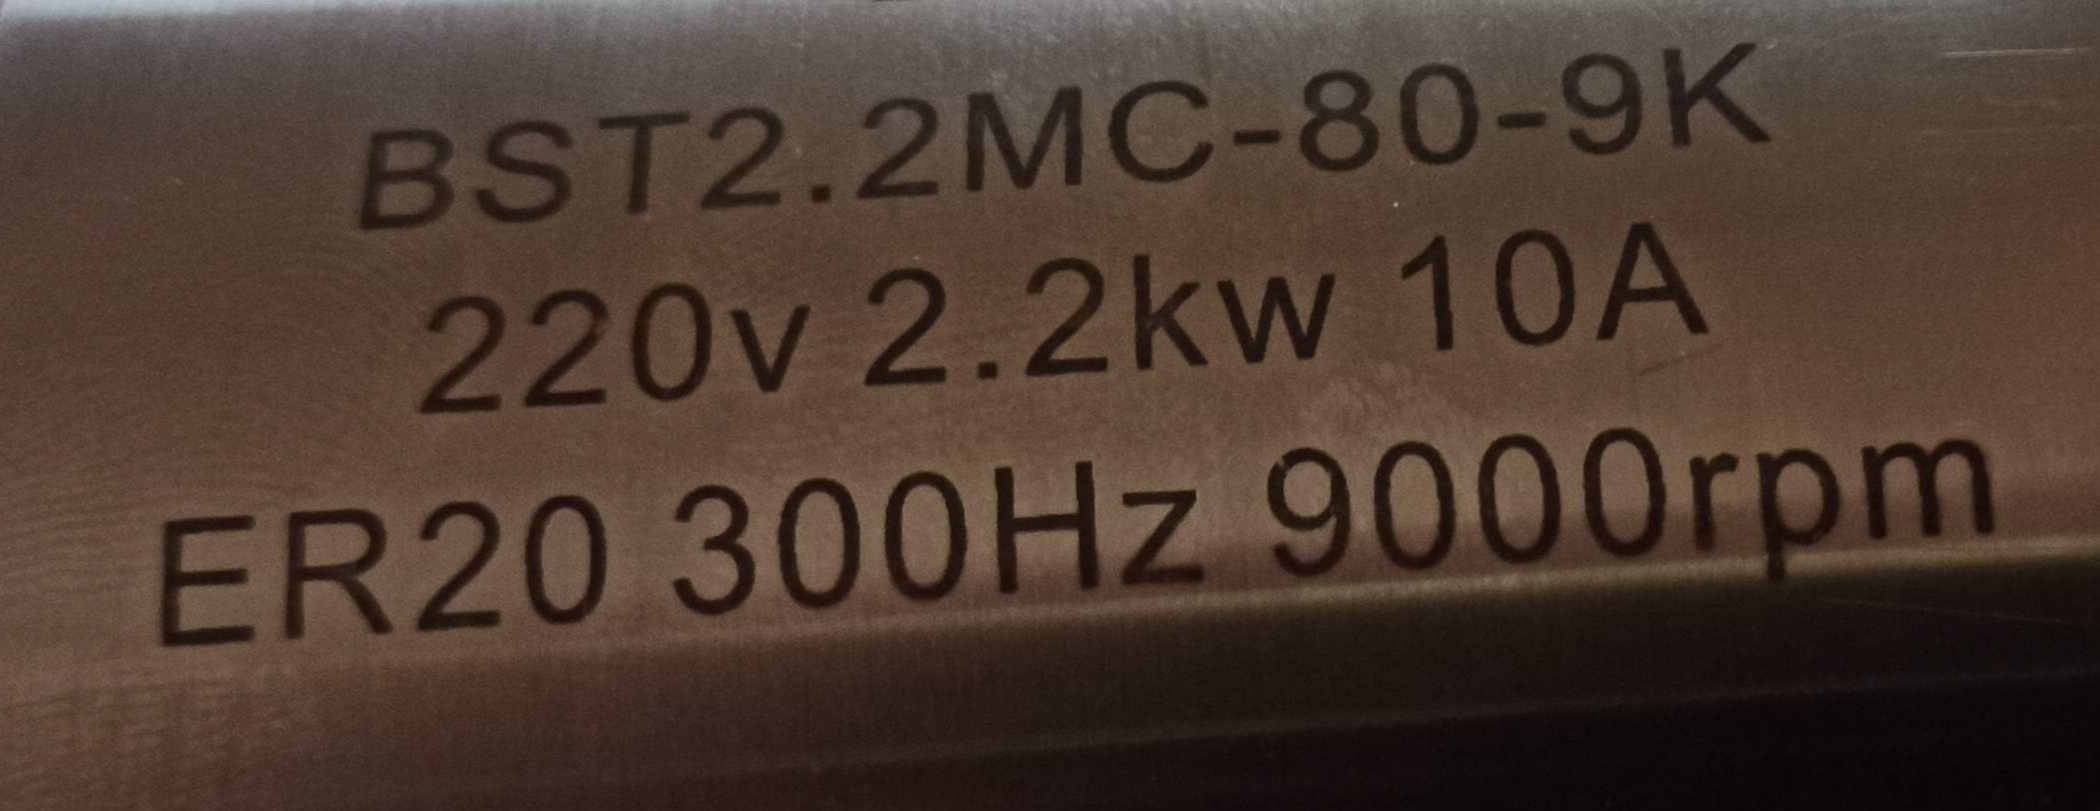 BST2.2MC-80-9K
220v 2.2kw 10A
ER20 300Hz 9000rpm